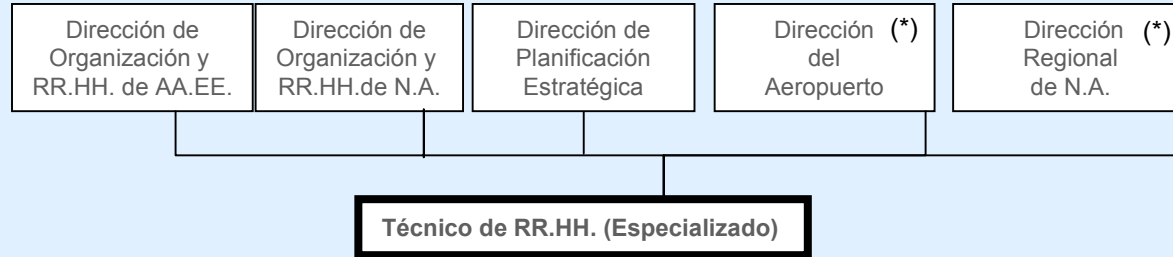 Dirección de
Organización y
RR.HH. de AA.EE.
Dirección de
Organización y
RR.HH.de N.A.
Dirección de
Planificación
Estratégica
Dirección (*)
del
Aeropuerto
Dirección (*)
Regional
de N.A.
Técnico de RR.HH. (Especializado)